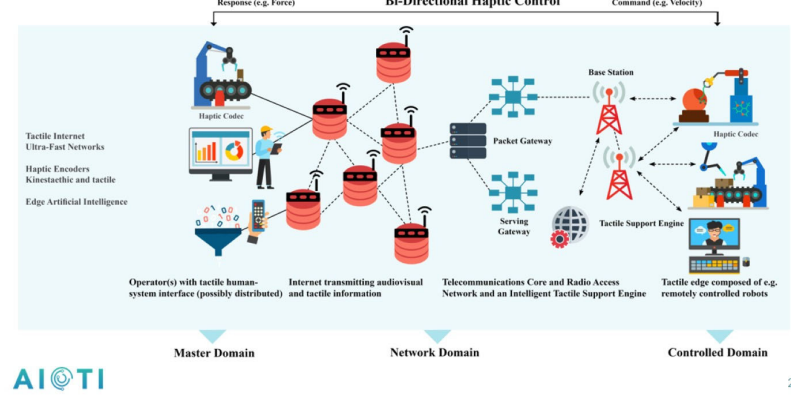 Response (e.g. Force)
Bi-Directional Haptic Control
Command (e.g. Velocity)
Haptic Codec
Base Station
Packet Gateway
Haptic Codec
Tactile Internet
Ultra-Fast Networks
Haptic Encoders
Kinestaethic and tactile
Edge Artificial Intelligence
Serving
Gateway
Tactile Support Engine
Operator(s) with tactile human-
system interface (possibly distributed)
Internet transmitting audiovisual
and tactile information
Telecommunications Core and Radio Access
Network and an Intelligent Tactile Support Engine
Tactile edge composed of e.g.
remotely controlled robots
Master Domain
Network Domain
Controlled Domain
AIOTI